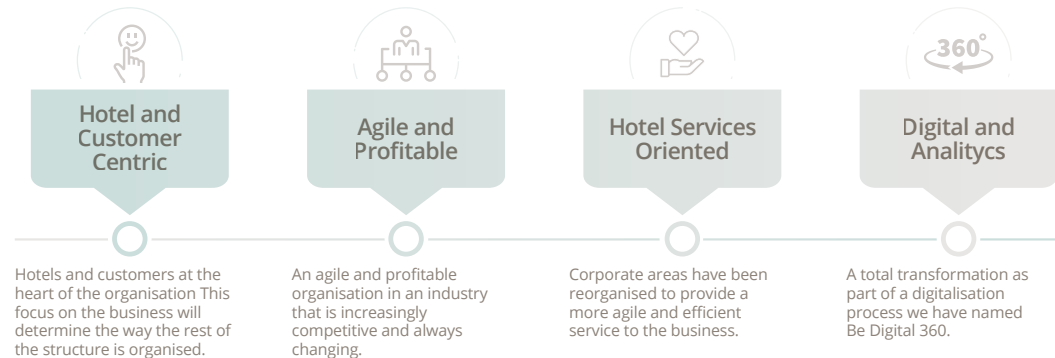 360°
Hotel and
Customer
Centric
Agile and
Profitable
Hotel Services
Oriented
Digital and
Analitycs
Hotels and customers at the
heart of the organisation This
focus on the business will
determine the way the rest of
the structure is organised.
An agile and profitable
organisation in an industry
that is increasingly
competitive and always
changing.
Corporate areas have been
reorganised to provide a
more agile and efficient
service to the business.
A total transformation as
part of a digitalisation
process we have named
Be Digital 360.